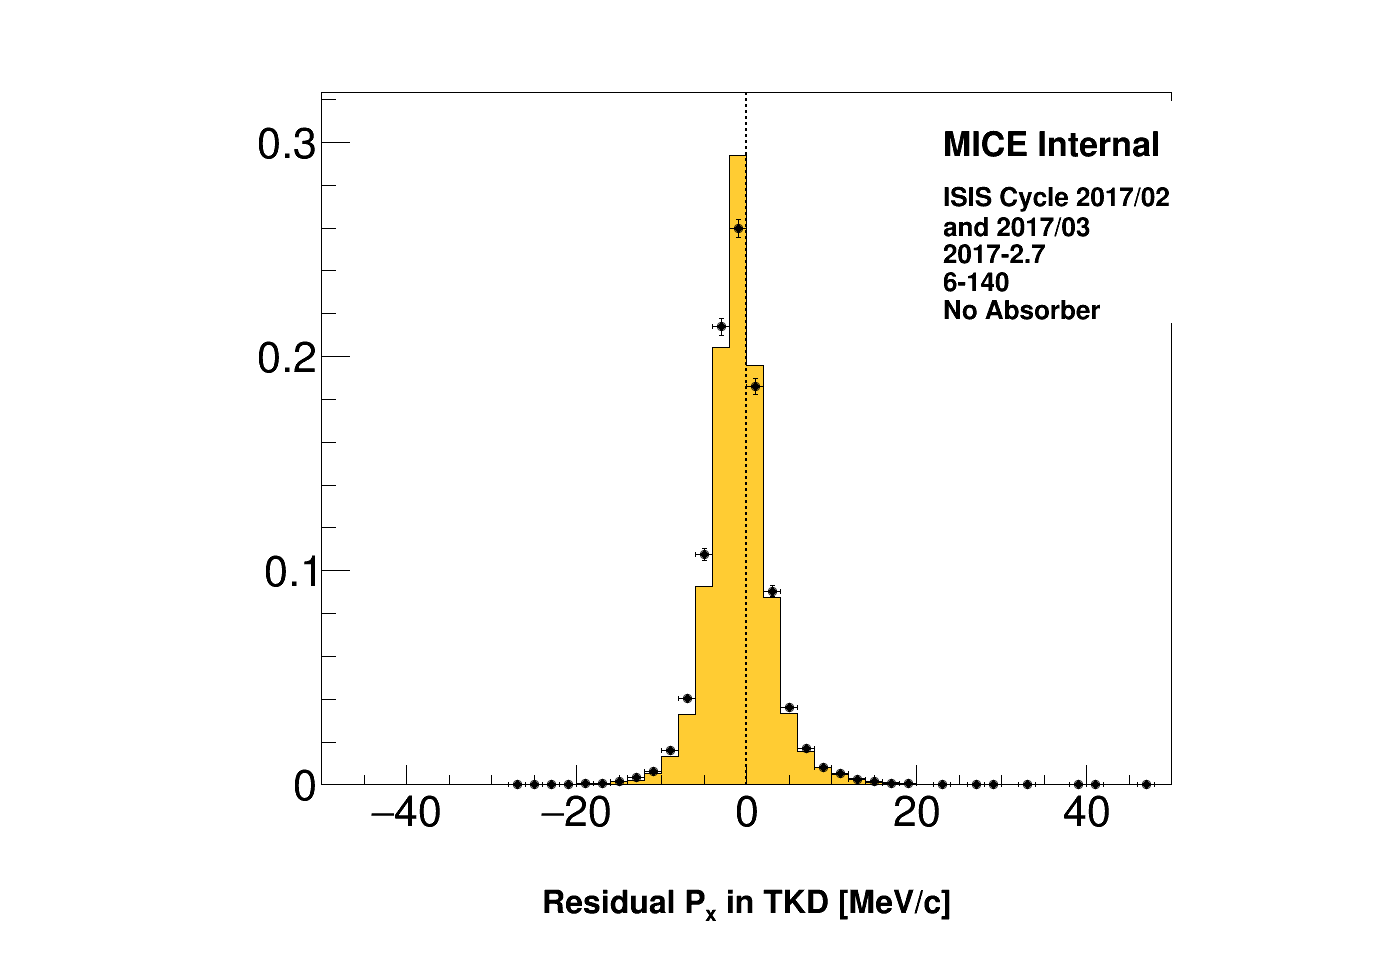 0.3
0.2
0.1
0
−40
−20
0
20
40
MICE Internal
ISIS Cycle 2017/02
and 2017/03
2017-2.7
6-140
No Absorber
Residual Px in TKD [MeV/c]